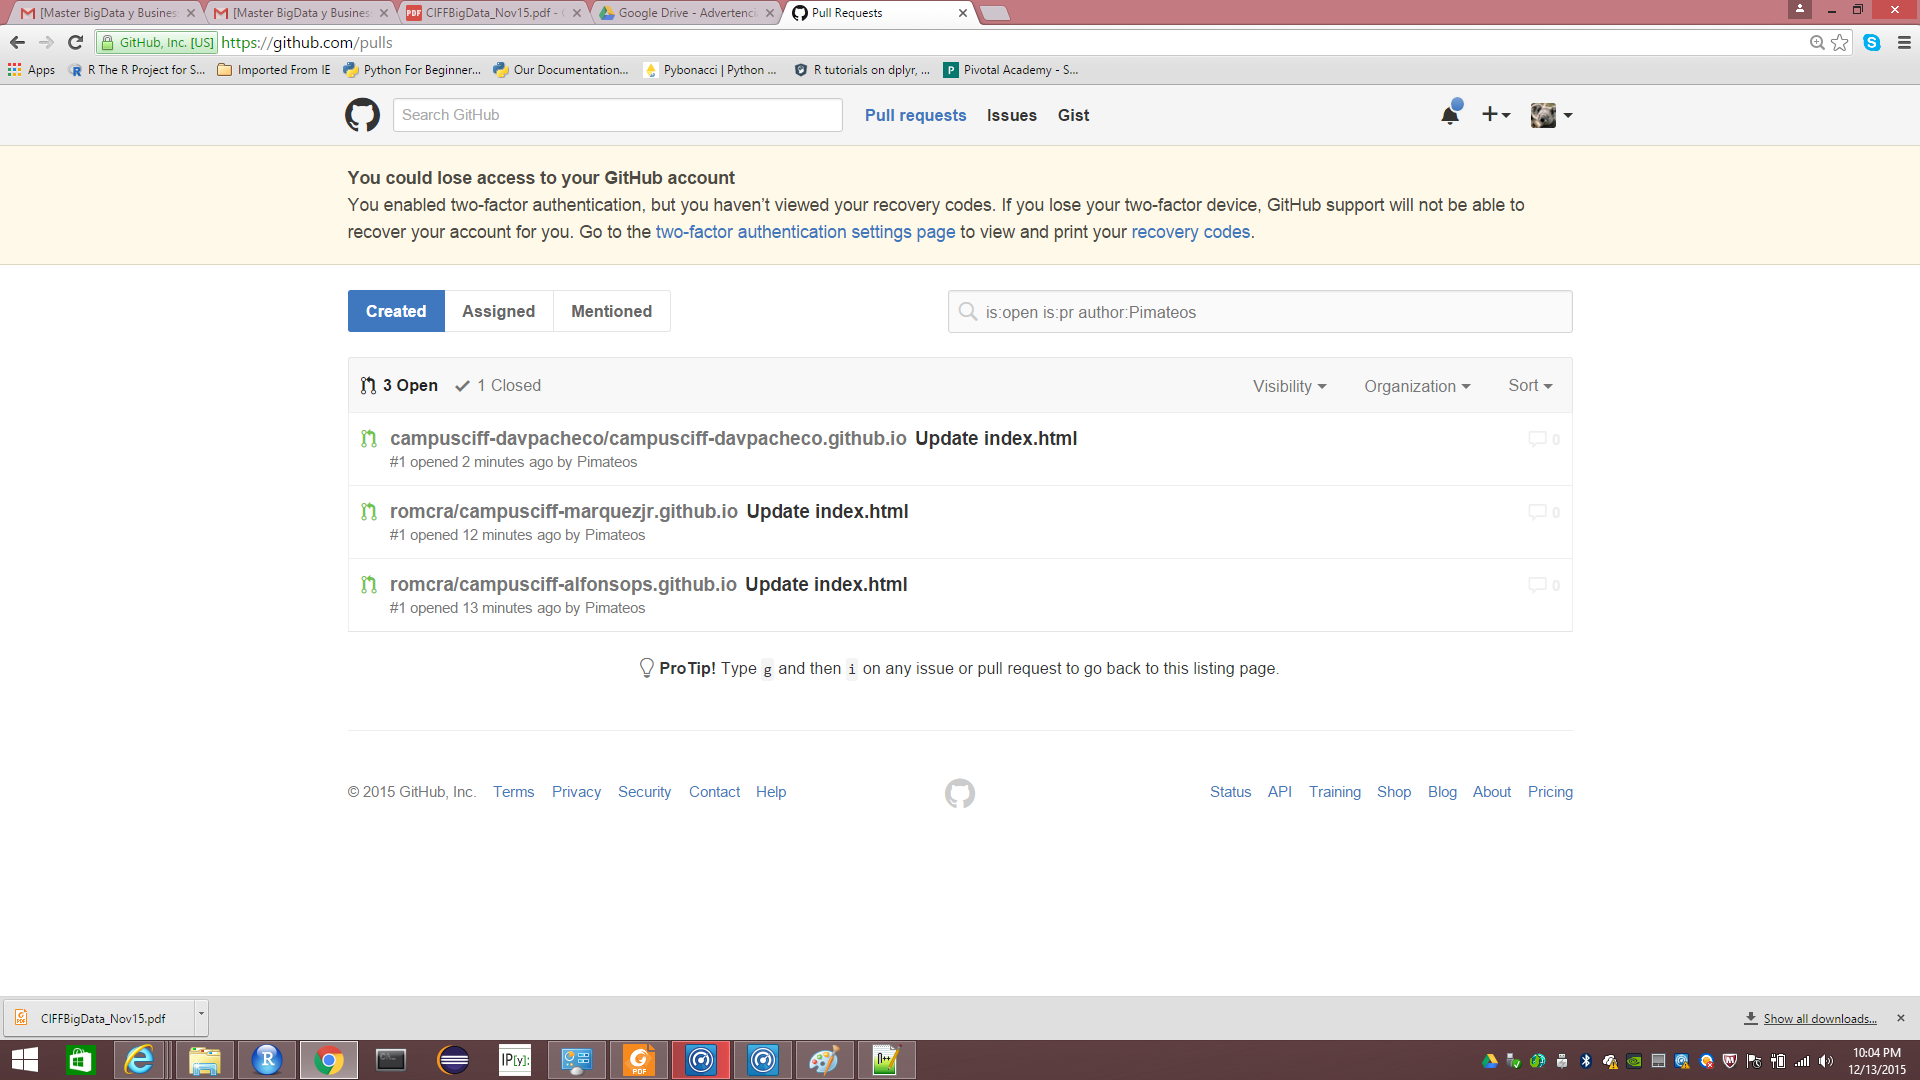 [Master BigData y Busines
[Master BigData y Busines
CIFFBigData_Nov15.pdf - 
Google Drive - Advertenci
Pull Requests
GitHub, Inc. [US] https://github.com/pulls
Apps
R The R Project for S...
Imported From IE
Python For Beginner...
Our Documentation...
Pybonacci | Python ...
R tutorials on dplyr, ...
Pivotal Academy - S...
Search GitHub
Pull requests Issues Gist
You could lose access to your GitHub account
You enabled two-factor authentication, but you haven’t viewed your recovery codes. If you lose your two-factor device, GitHub support will not be able to
recover your account for you. Go to the two-factor authentication settings page to view and print your recovery codes.
Created Assigned Mentioned
is:open is:pr author:Pimateos
3 Open 1 Closed
Visibility Organization Sort
campusciff-davpacheco/campusciff-davpacheco.github.io Update index.html 0
#1 opened 2 minutes ago by Pimateos
romcra/campusciff-marquezjr.github.io Update index.html 0
#1 opened 12 minutes ago by Pimateos
romcra/campusciff-alfonsops.github.io Update index.html 0
#1 opened 13 minutes ago by Pimateos
ProTip! Type g and then i on any issue or pull request to go back to this listing page.
© 2015 GitHub, Inc. Terms Privacy Security Contact Help
Status API Training Shop Blog About Pricing
CIFFBigData_Nov15.pdf
Show all downloads...
IP[y]:
10:04 PM
12/13/2015